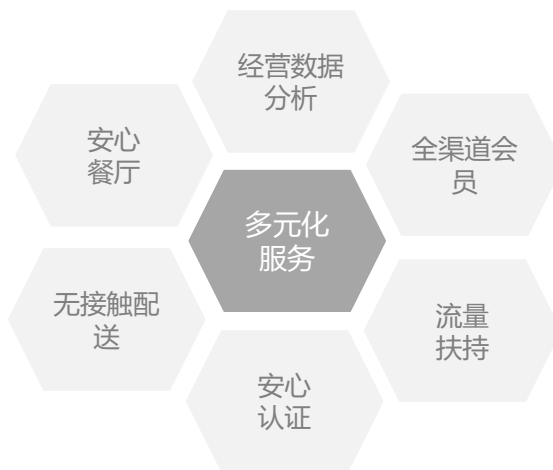 经营数据
分析
安心
餐厅
全渠道会
员
多元化
服务
无接触配
送
流量
扶持
安心
认证